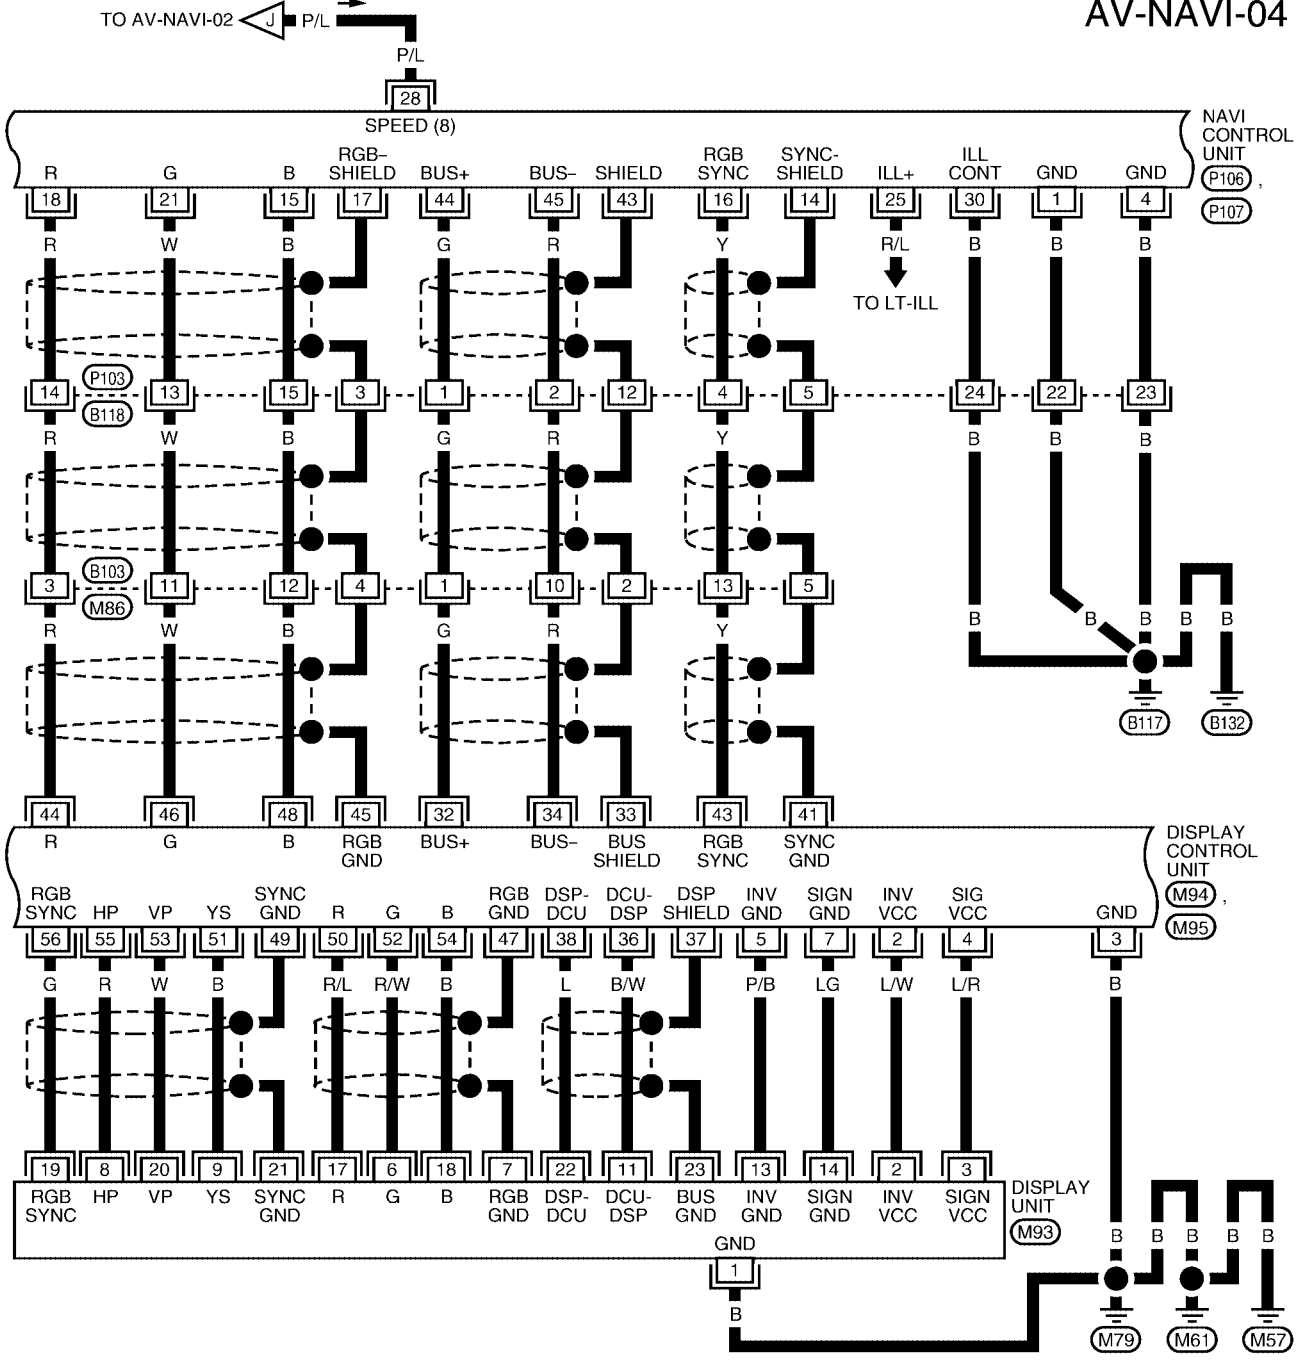 AV-NAVI-04
TO AV-NAVI-02 J P/L
P/L
28
SPEED (8)
NAVI
CONTROL
UNIT
P106 ,
P107
R G B RGB–
SHIELD BUS+ BUS– SHIELD RGB
SYNC SYNC-
SHIELD ILL+ ILL
CONT GND GND
18 21 15 17 44 45 43 16 14 25 30 1 4
R W B G R Y R/L B B B
TO LT-ILL
P103
14 13 15 3 1 2 12 4 5 24 22 23
B118
R W B G R Y B B B
B103
3 11 12 4 1 10 2 13 5
M86
R W B G R Y B B B B B
B117 B132
44 46 48 45 32 34 33 43 41
R G B RGB
GND BUS+ BUS– BUS
SHIELD RGB
SYNC SYNC
GND
DISPLAY
CONTROL
UNIT
M94 ,
M95
RGB
SYNC HP VP YS SYNC
GND R G B RGB
GND DSP-
DCU DCU-
DSP DSP
SHIELD INV
GND SIGN
GND INV
VCC SIG
VCC GND
56 55 53 51 49 50 52 54 47 38 36 37 5 7 2 4 3
G R W B R/L R/W B L B/W P/B LG L/W L/R B
19 8 20 9 21 17 6 18 7 22 11 23 13 14 2 3
RGB
SYNC HP VP YS SYNC
GND R G B RGB
GND DSP-
DCU DCU-
DSP BUS
GND INV
GND SIGN
GND INV
VCC SIGN
VCC
DISPLAY
UNIT
M93
GND
1
B
B B B B B
M79 M61 M57